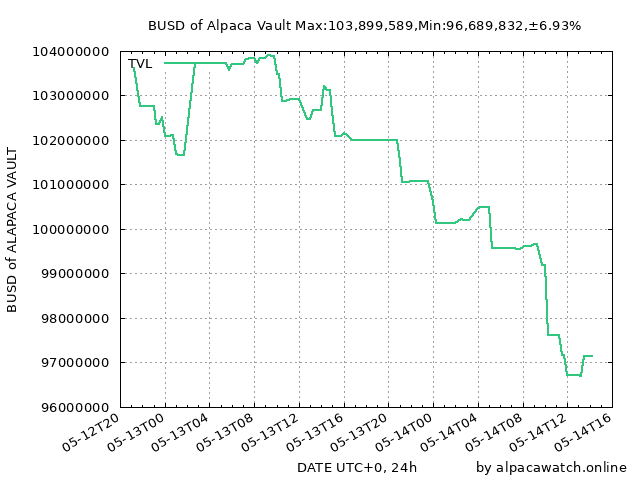 BUSD of Alpaca Vault Max:103,899,589,Min:96,689,832,±6.93%
TVL
104000000
103000000
102000000
101000000
100000000
99000000
98000000
97000000
96000000
BUSD of ALAPACA VAULT
05-12T20
05-13T00
05-13T04
05-13T08
05-13T12
05-13T16
05-13T20
05-14T00
05-14T04
05-14T08
05-14T12
05-14T16
DATE UTC+0, 24h
by alpacawatch.online